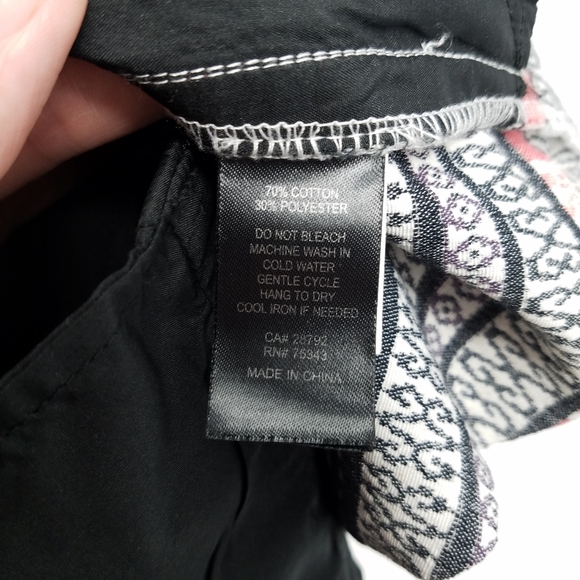 70% COTTON
30% POLYESTER
DO NOT BLEACH
MACHINE WASH IN
COLD WATER
GENTLE CYCLE
HANG TO DRY
COOL IRON IF NEEDED
CA# 28792
RN# 75343
MADE IN CHINA